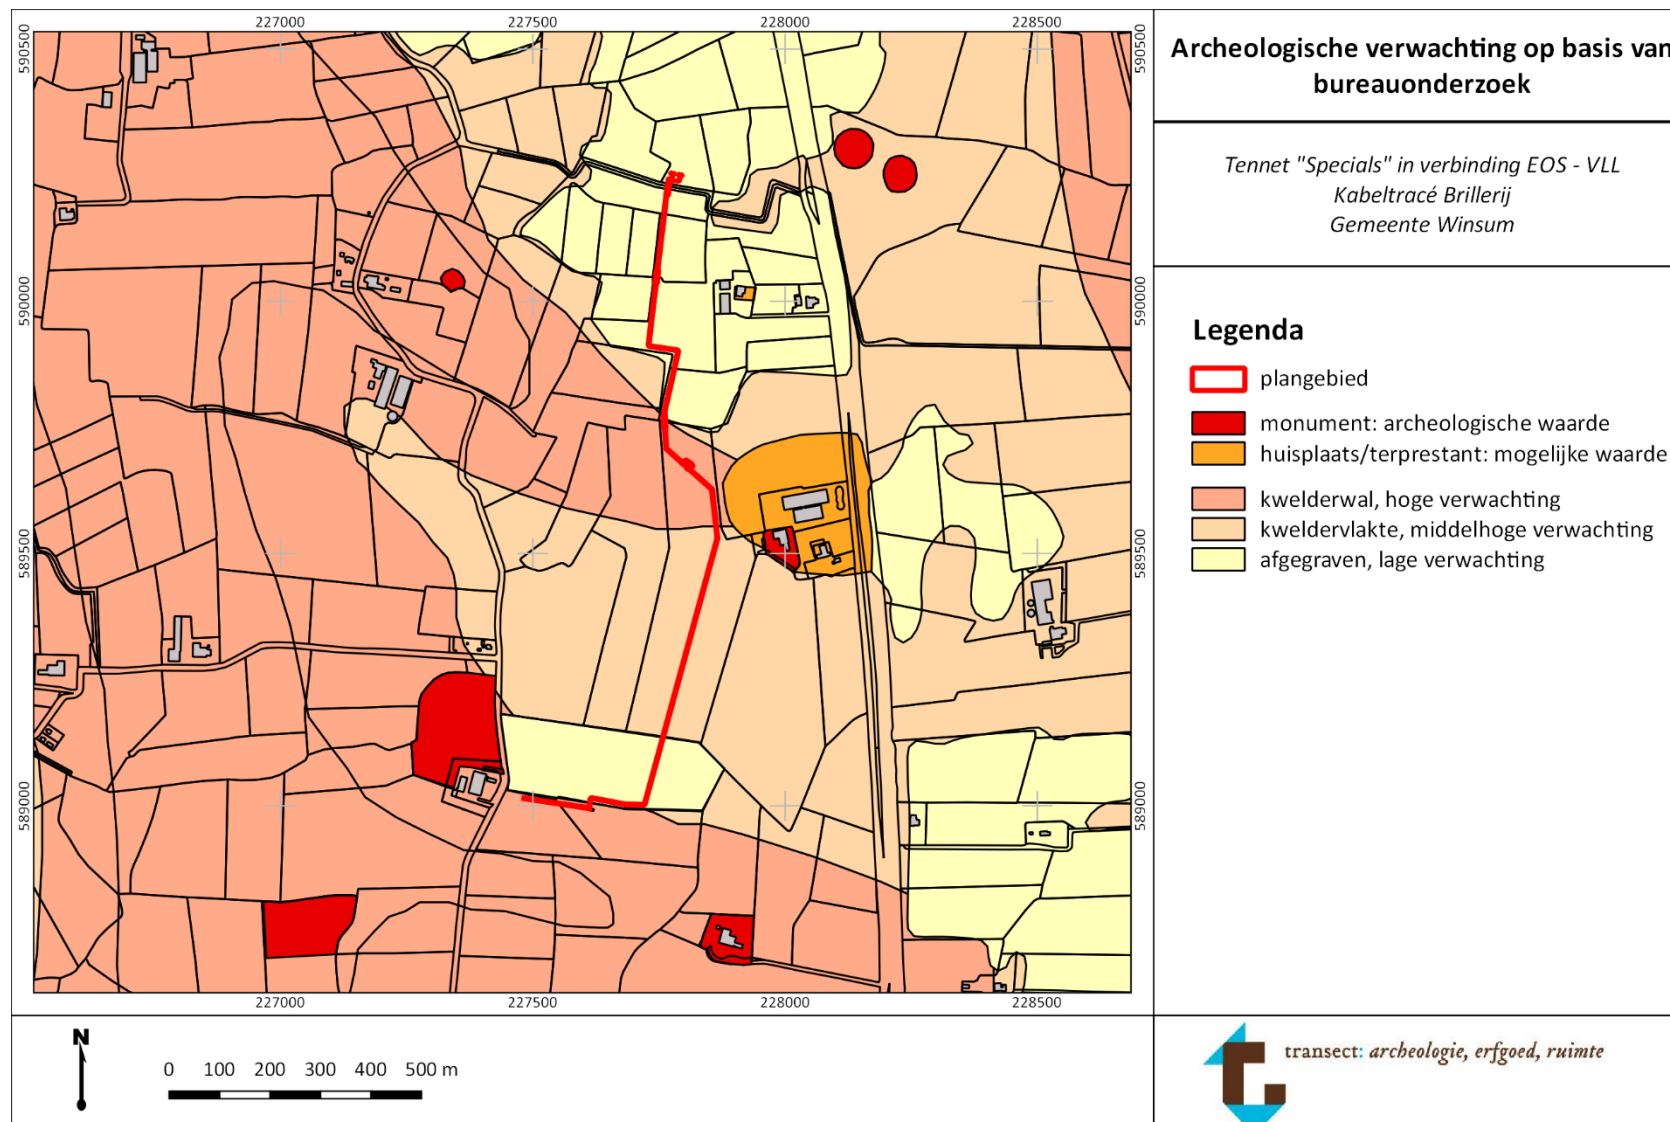 227000 227500 228000 228500
590500 590500
590000 590000
589500 589500
589000 589000
227000 227500 228000 228500
N
0 100 200 300 400 500 m
Archeologische verwachting op basis van
bureauonderzoek
Tennet "Specials" in verbinding EOS - VLL
Kabeltracé Brillerij
Gemeente Winsum
Legenda
plangebied
monument: archeologische waarde
huisplaats/terprestant: mogelijke waarde
kwelderwal, hoge verwachting
kweldervlakte, middelhoge verwachting
afgegraven, lage verwachting
transect: archeologie, erfgoed, ruimte